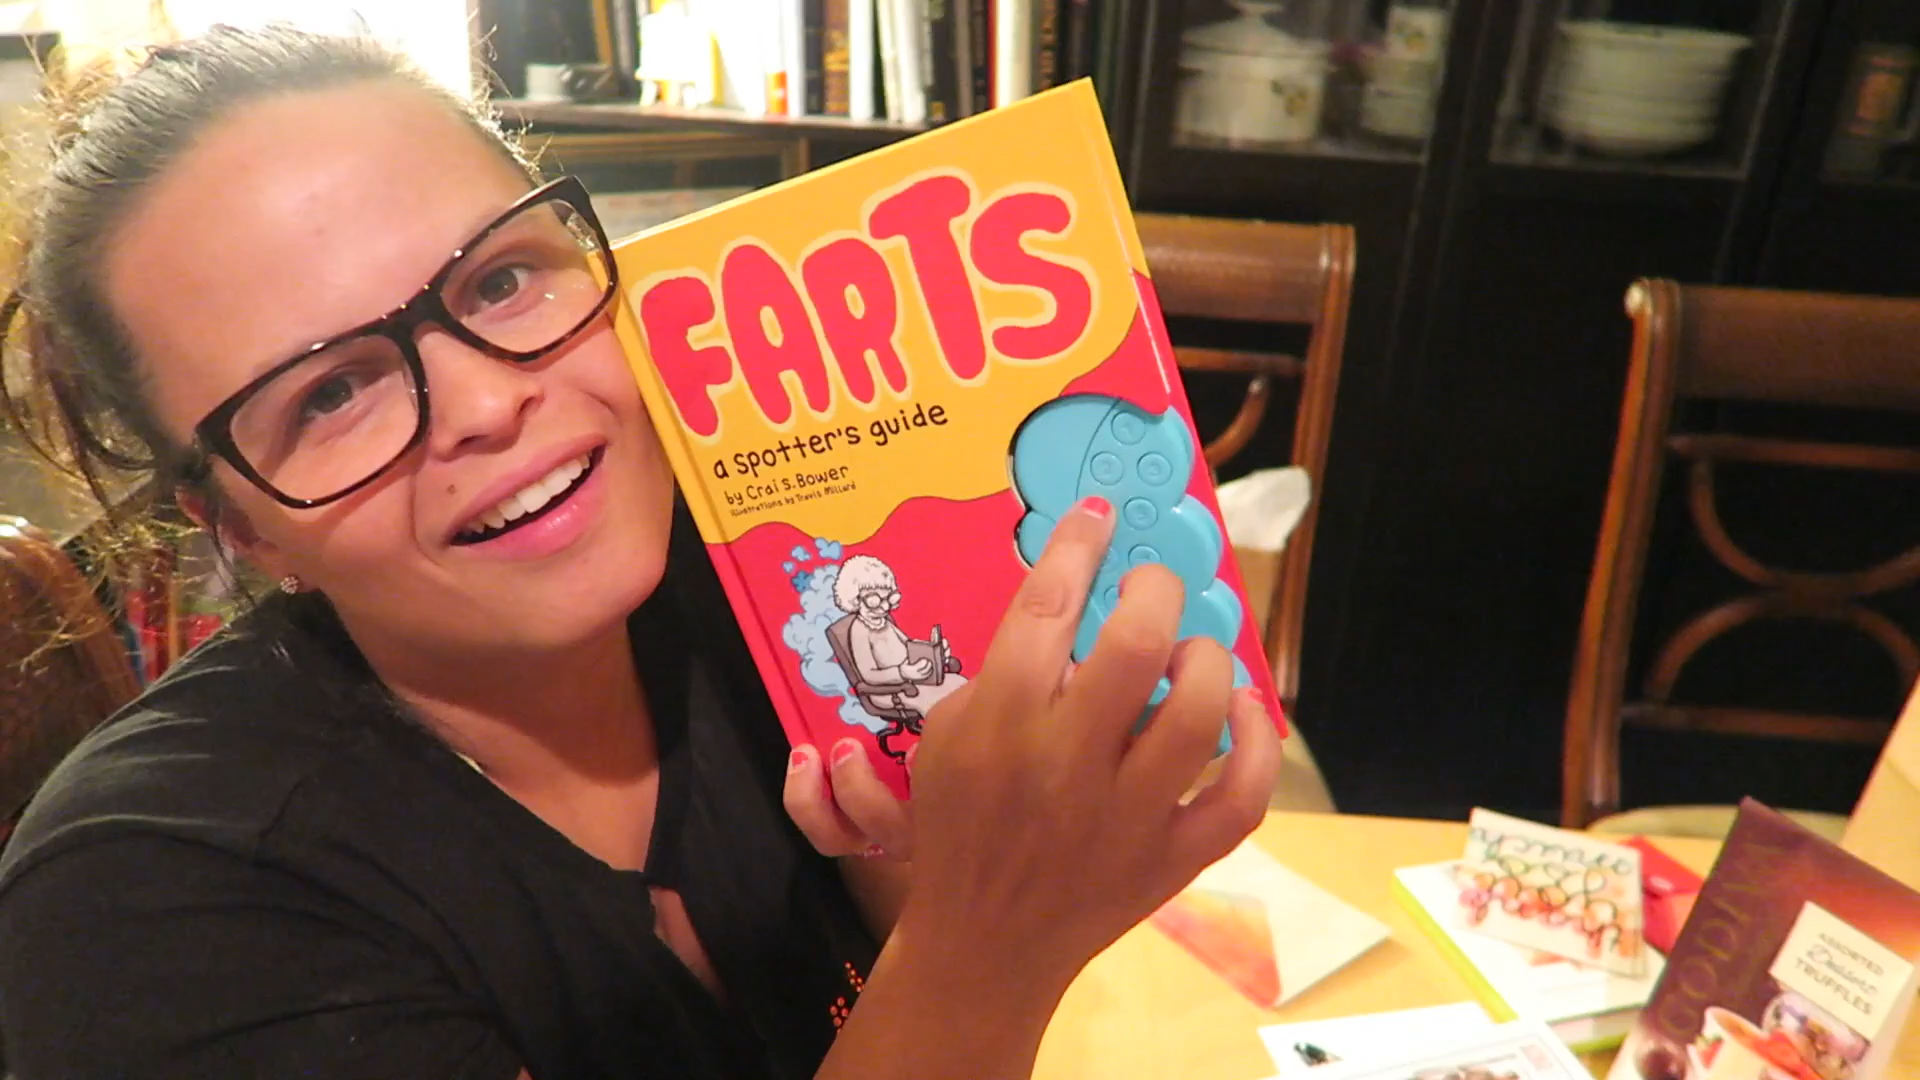 FARTS
a spotter's guide
by Crai S. Bower
illustrations by Travis Millard
GODIVA
ASSORTED
Dessert
TRUFFLES